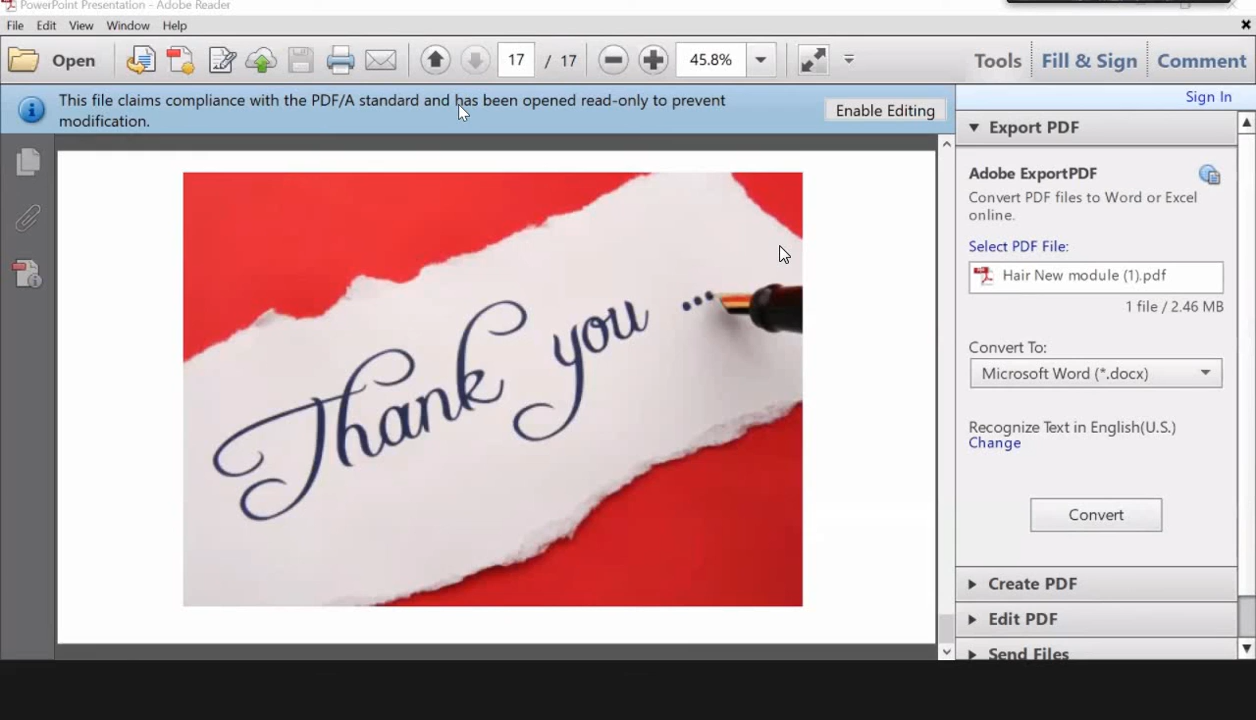 PowerPoint Presentation - Adobe Reader
File Edit View Window Help
Open 17 / 17 45.8% Tools Fill & Sign Comment
This file claims compliance with the PDF/A standard and has been opened read-only to prevent
modification.
Enable Editing
Sign In
Export PDF
Adobe ExportPDF
Convert PDF files to Word or Excel
online.
Select PDF File:
Hair New module (1).pdf
1 file / 2.46 MB
Convert To:
Microsoft Word (*.docx)
Recognize Text in English(U.S.)
Change
Convert
Create PDF
Edit PDF
Send Files
Thank you ...